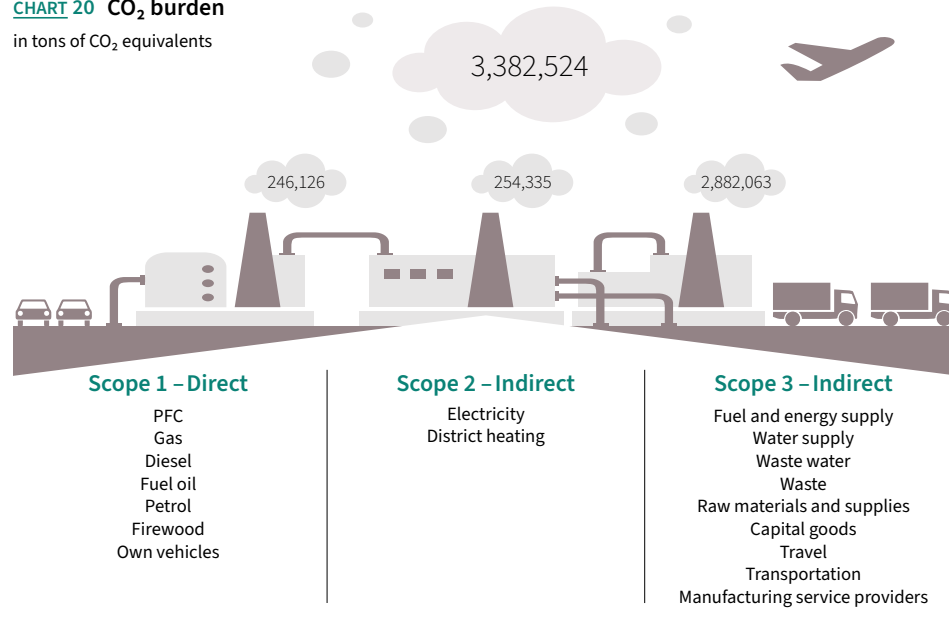 CHART 20 CO₂ burden
in tons of CO₂ equivalents
3,382,524
246,126
254,335
2,882,063
Scope 1 – Direct
PFC
Gas
Diesel
Fuel oil
Petrol
Firewood
Own vehicles
Scope 2 – Indirect
Electricity
District heating
Scope 3 – Indirect
Fuel and energy supply
Water supply
Waste water
Waste
Raw materials and supplies
Capital goods
Travel
Transportation
Manufacturing service providers